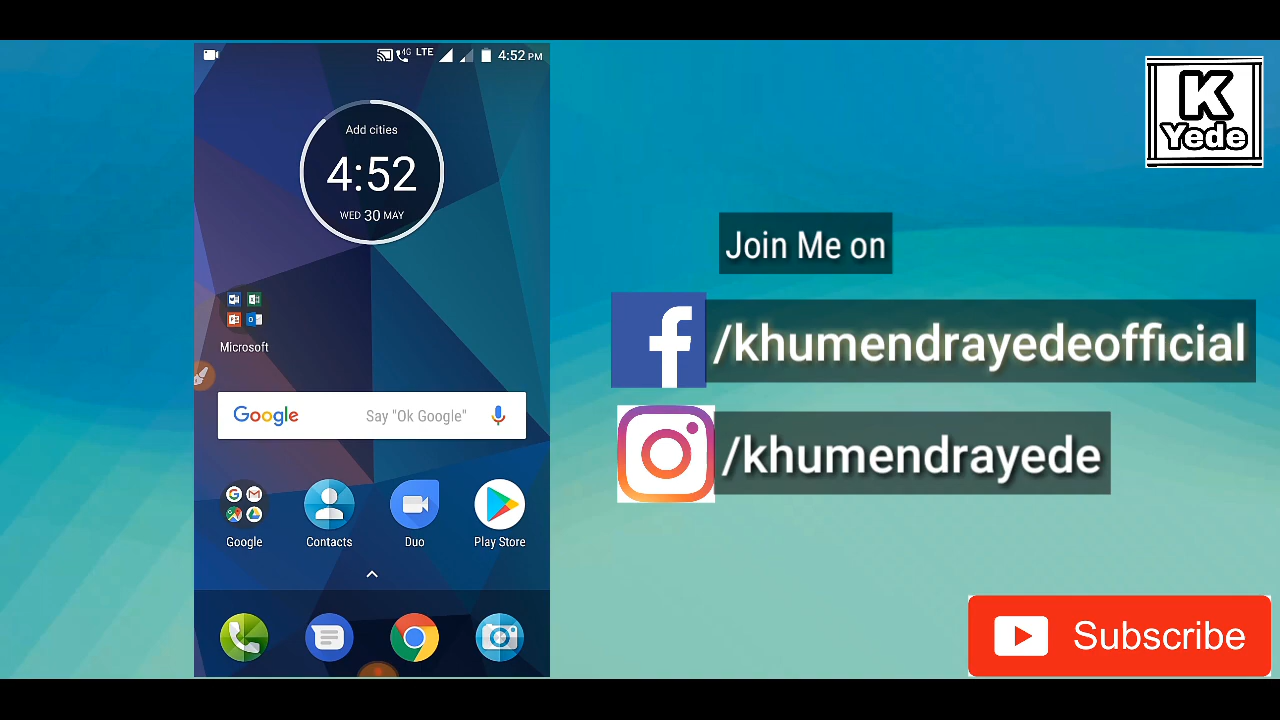 4G LTE 4:52 PM
Add cities
4:52
WED 30 MAY
Microsoft
Google Say "Ok Google"
Google Contacts Duo Play Store
K
Yede
Join Me on
/khumendrayedeofficial
/khumendrayede
Subscribe